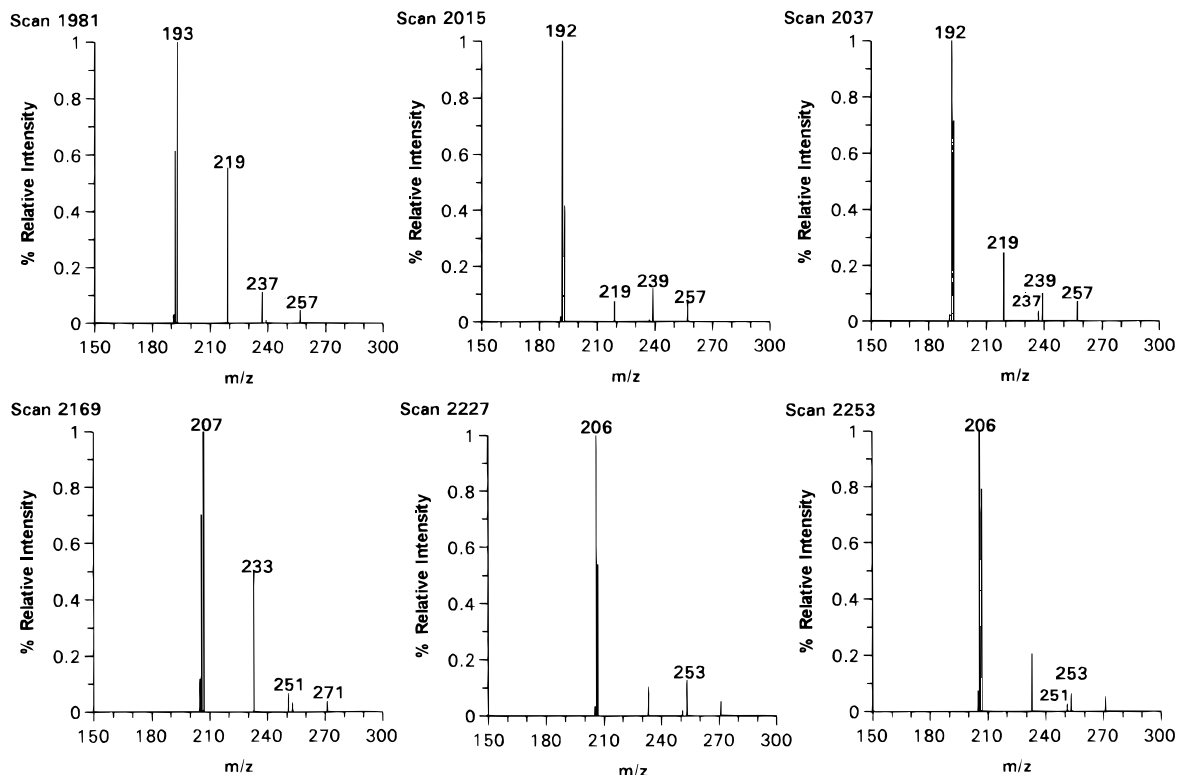 Scan 1981
193
219
237
257
1
0.8
0.6
0.4
0.2
0
% Relative Intensity
150 180 210 240 270 300
m/z
Scan 2015
192
219
239
257
1
0.8
0.6
0.4
0.2
0
% Relative Intensity
150 180 210 240 270 300
m/z
Scan 2037
192
219
237
239
257
1
0.8
0.6
0.4
0.2
0
% Relative Intensity
150 180 210 240 270 300
m/z
Scan 2169
207
233
251
271
1
0.8
0.6
0.4
0.2
0
% Relative Intensity
150 180 210 240 270 300
m/z
Scan 2227
206
253
1
0.8
0.6
0.4
0.2
0
% Relative Intensity
150 180 210 240 270 300
m/z
Scan 2253
206
251
253
1
0.8
0.6
0.4
0.2
0
% Relative Intensity
150 180 210 240 270 300
m/z